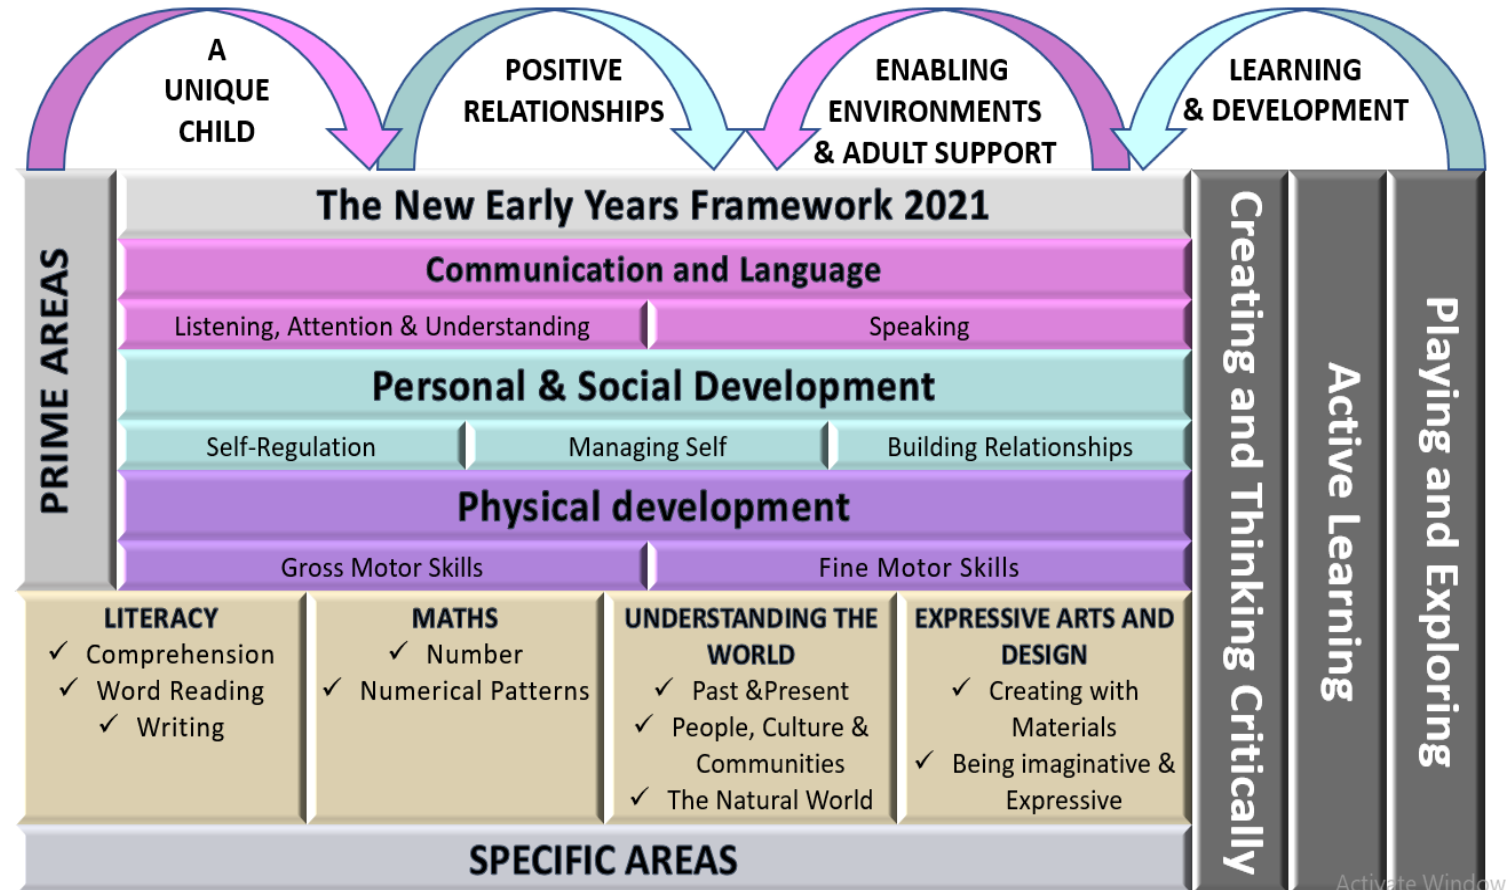 A
UNIQUE
CHILD
POSITIVE
RELATIONSHIPS
ENABLING
ENVIRONMENTS
& ADULT SUPPORT
LEARNING
& DEVELOPMENT
PRIME AREAS
The New Early Years Framework 2021
Communication and Language
Listening, Attention & Understanding
Speaking
Personal & Social Development
Self-Regulation
Managing Self
Building Relationships
Physical development
Gross Motor Skills
Fine Motor Skills
LITERACY
✓ Comprehension
✓ Word Reading
✓ Writing
MATHS
✓ Number
✓ Numerical Patterns
UNDERSTANDING THE
WORLD
✓ Past &Present
✓ People, Culture &
Communities
✓ The Natural World
EXPRESSIVE ARTS AND
DESIGN
✓ Creating with
Materials
✓ Being imaginative &
Expressive
SPECIFIC AREAS
Creating and Thinking Critically
Active Learning
Playing and Exploring
Activate Window